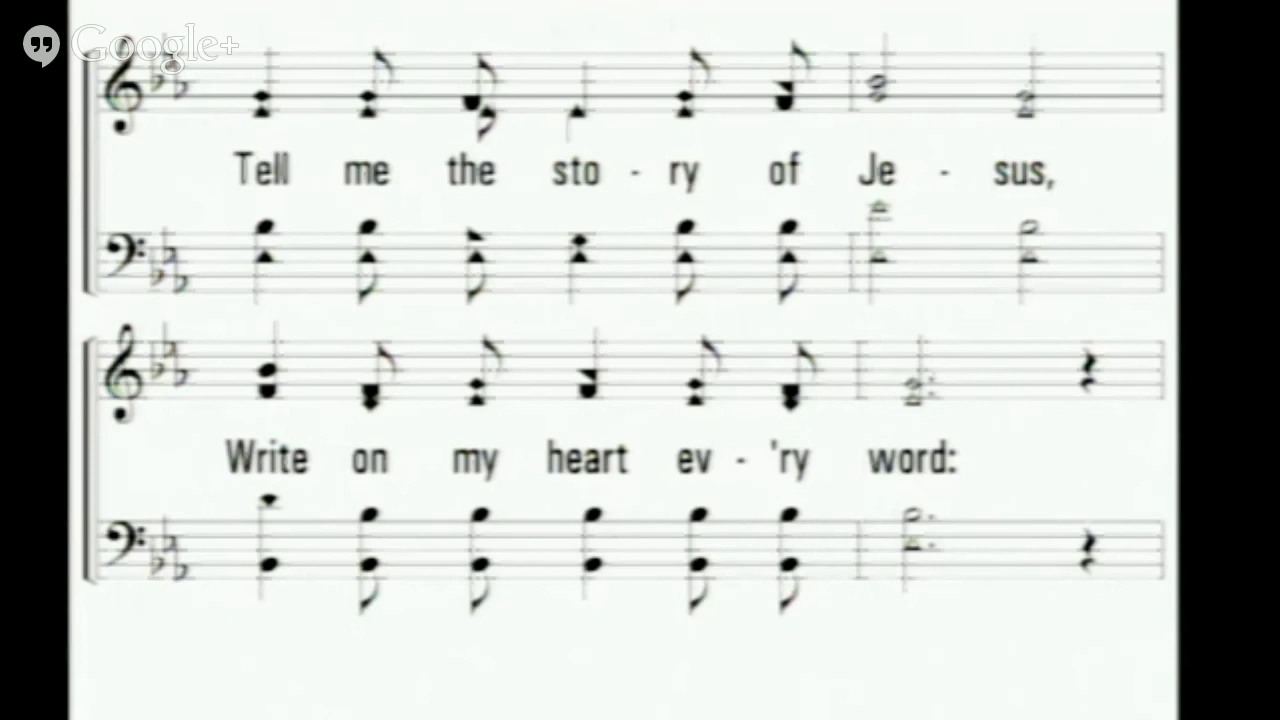 Google+
Tell me the sto - ry of Je - sus,
Write on my heart ev - 'ry word: